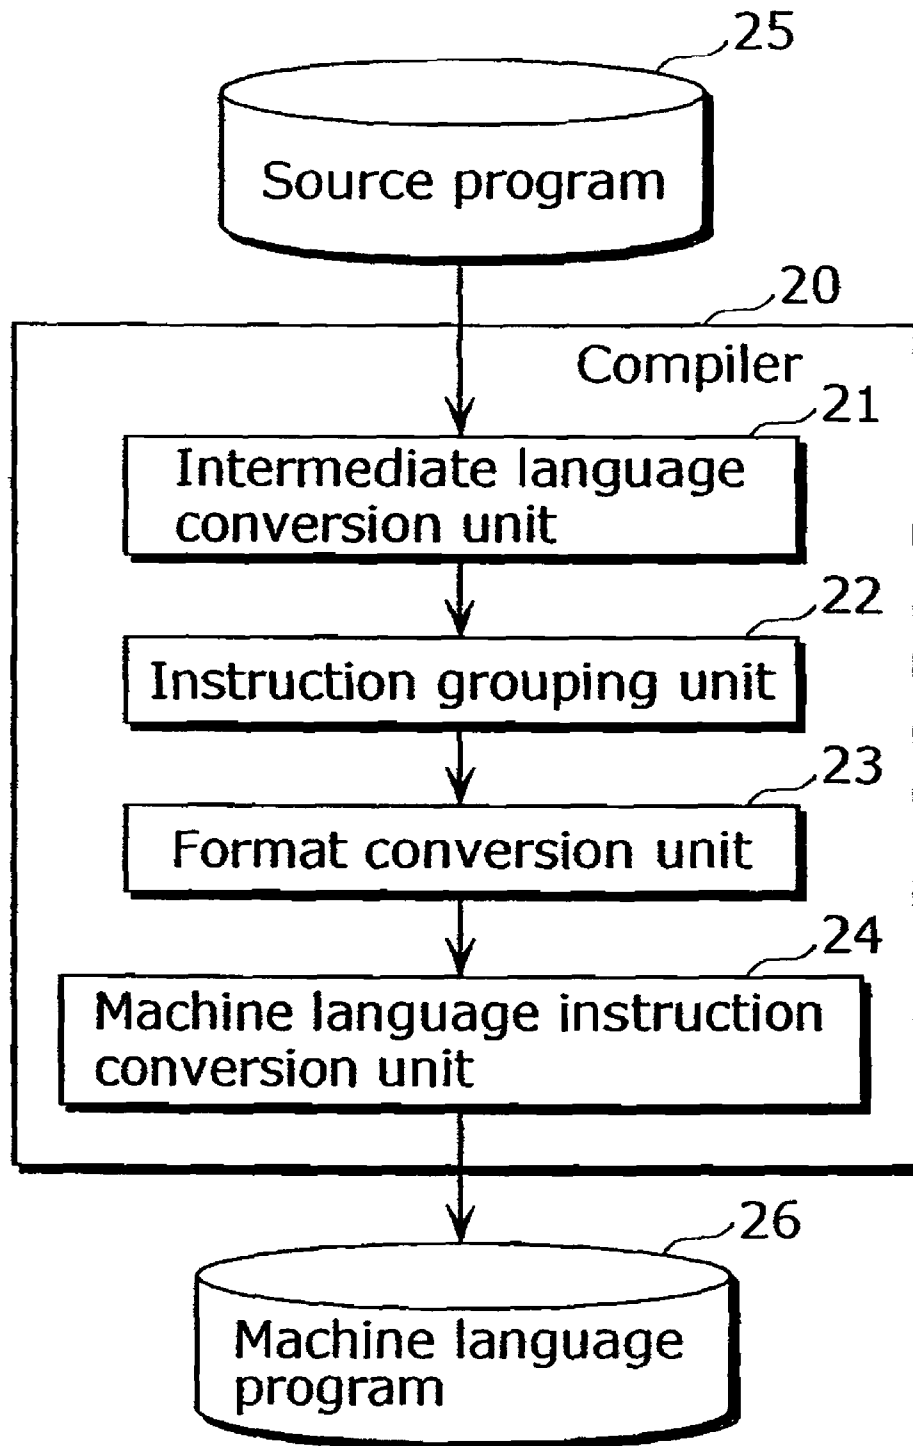 25
Source program
20
Compiler
21
Intermediate language
conversion unit
22
Instruction grouping unit
23
Format conversion unit
24
Machine language instruction
conversion unit
26
Machine language
program